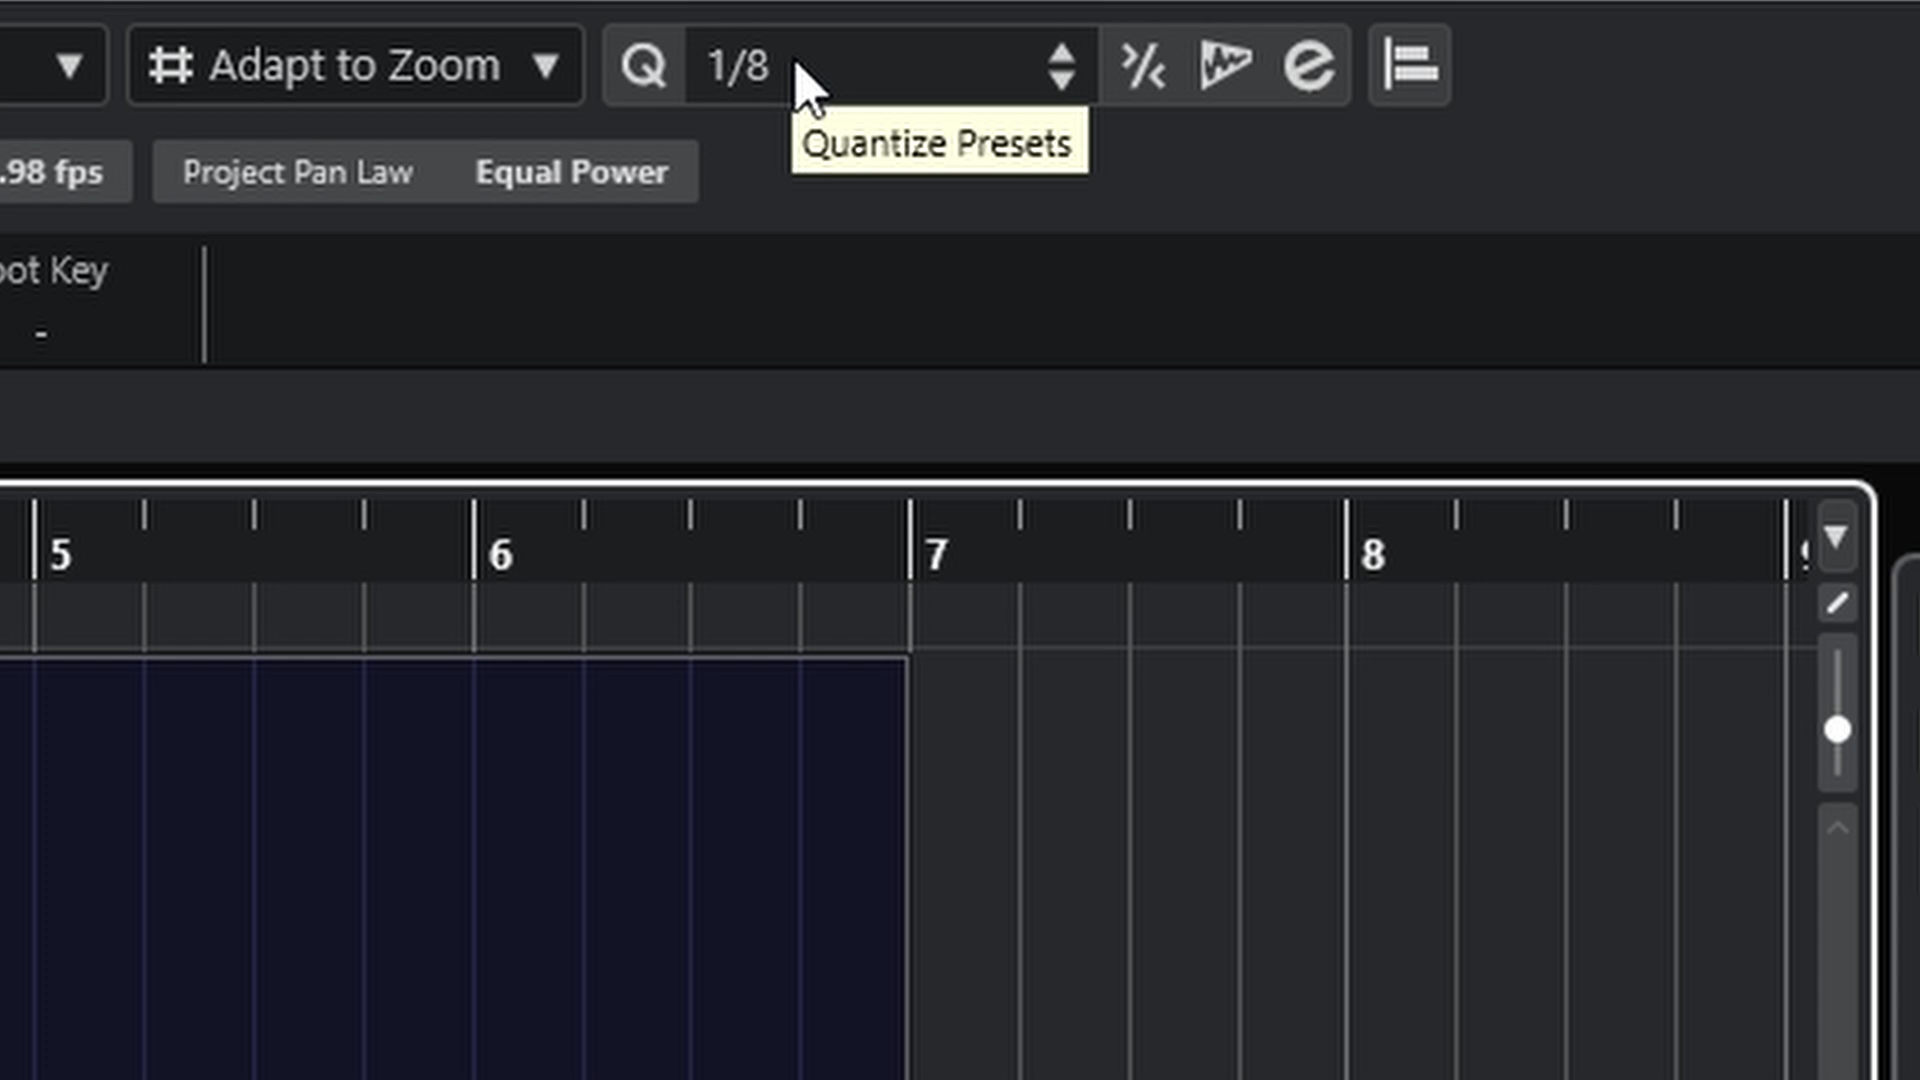 Adapt to Zoom
Q 1/8
Quantize Presets
.98 fps
Project Pan Law Equal Power
oot Key
-
5 6 7 8